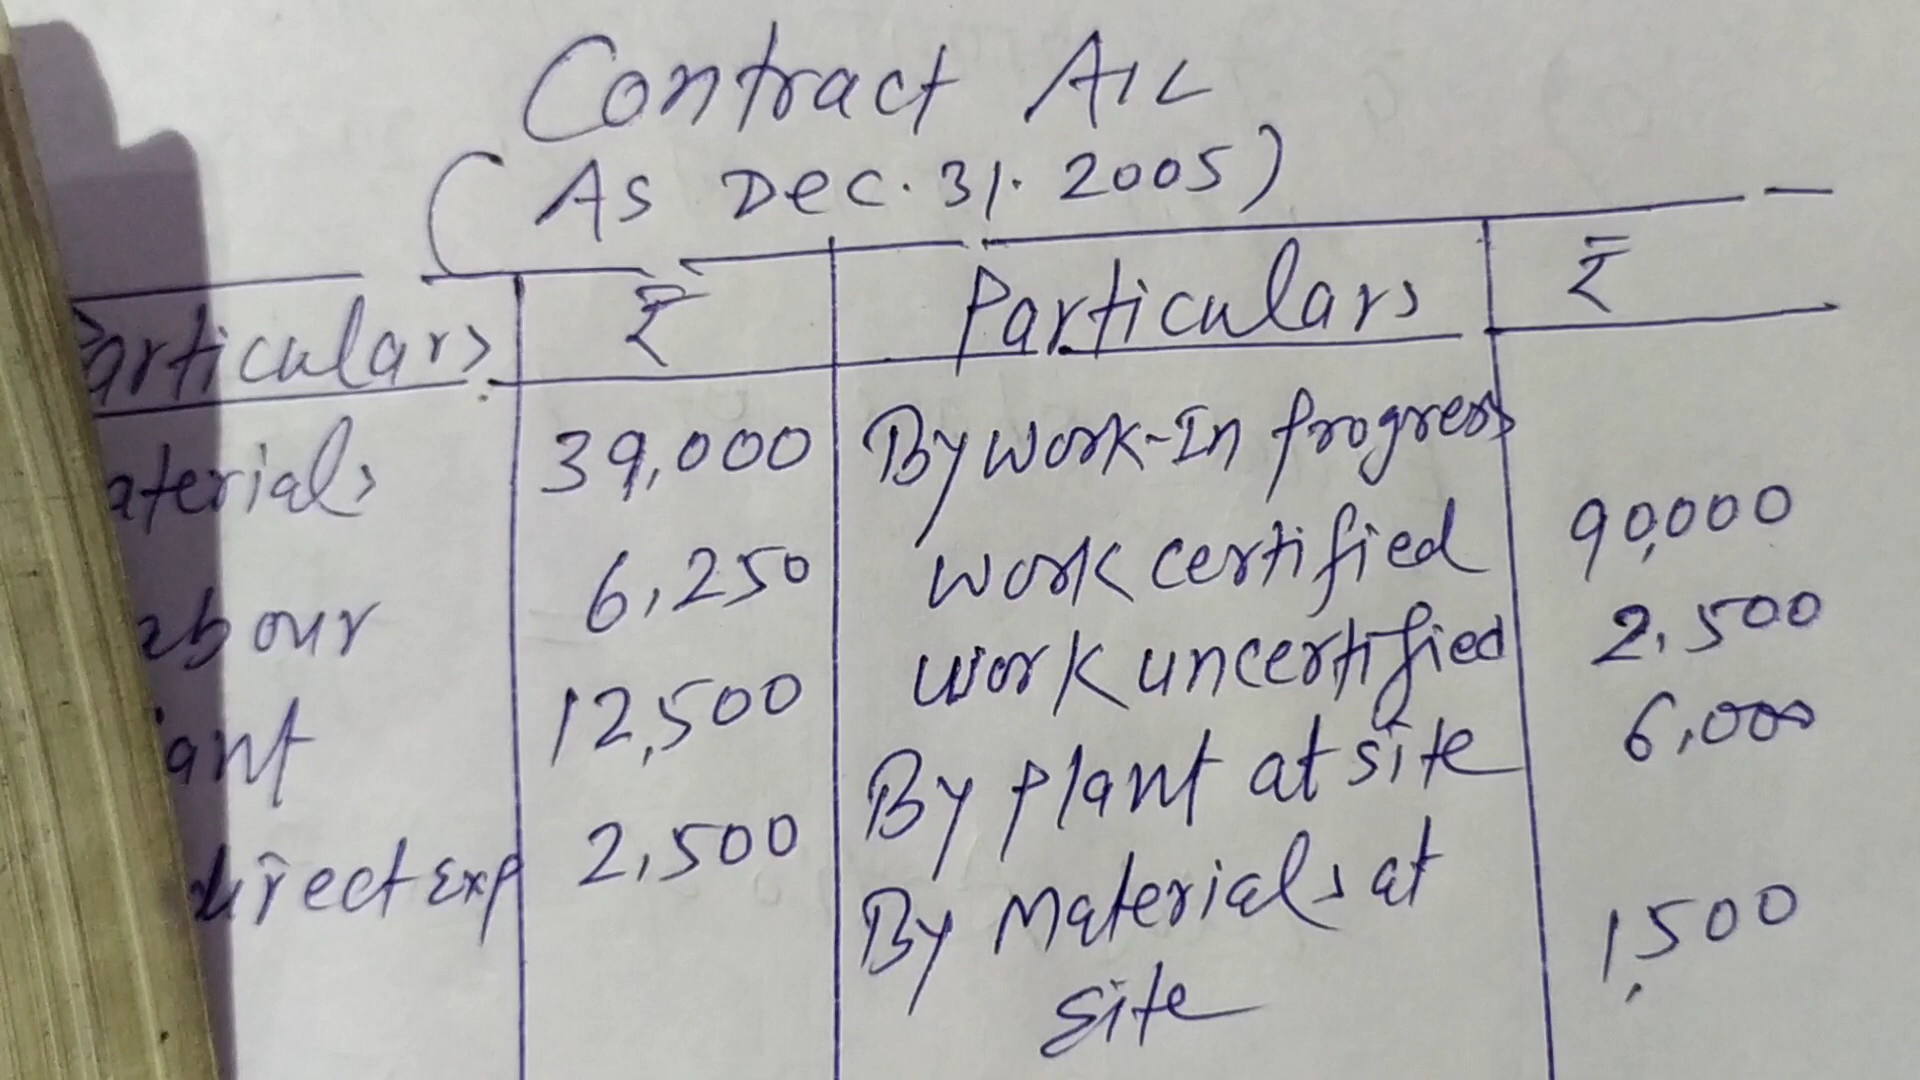 Contract A/C
(As Dec. 31. 2005)
articulars ₹ Particulars ₹
aterials 39,000 By work-In progress
work certified 90,000
abour 6,250 work uncertified 2,500
ant 12,500 By plant at site 6,000
direct Exp 2,500 By Materials at
site 1,500